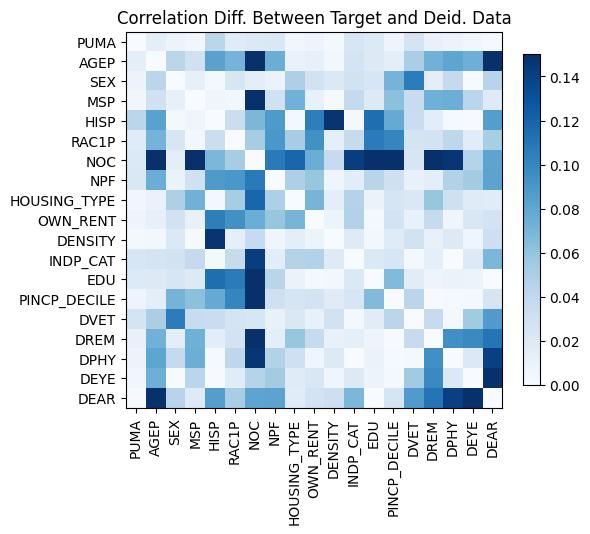 Correlation Diff. Between Target and Deid. Data
PUMA
AGEP
SEX
MSP
HISP
RAC1P
NOC
NPF
HOUSING_TYPE
OWN_RENT
DENSITY
INDP_CAT
EDU
PINCP_DECILE
DVET
DREM
DPHY
DEYE
DEAR
PUMA
AGEP
SEX
MSP
HISP
RAC1P
NOC
NPF
HOUSING_TYPE
OWN_RENT
DENSITY
INDP_CAT
EDU
PINCP_DECILE
DVET
DREM
DPHY
DEYE
DEAR
0.14
0.12
0.10
0.08
0.06
0.04
0.02
0.00